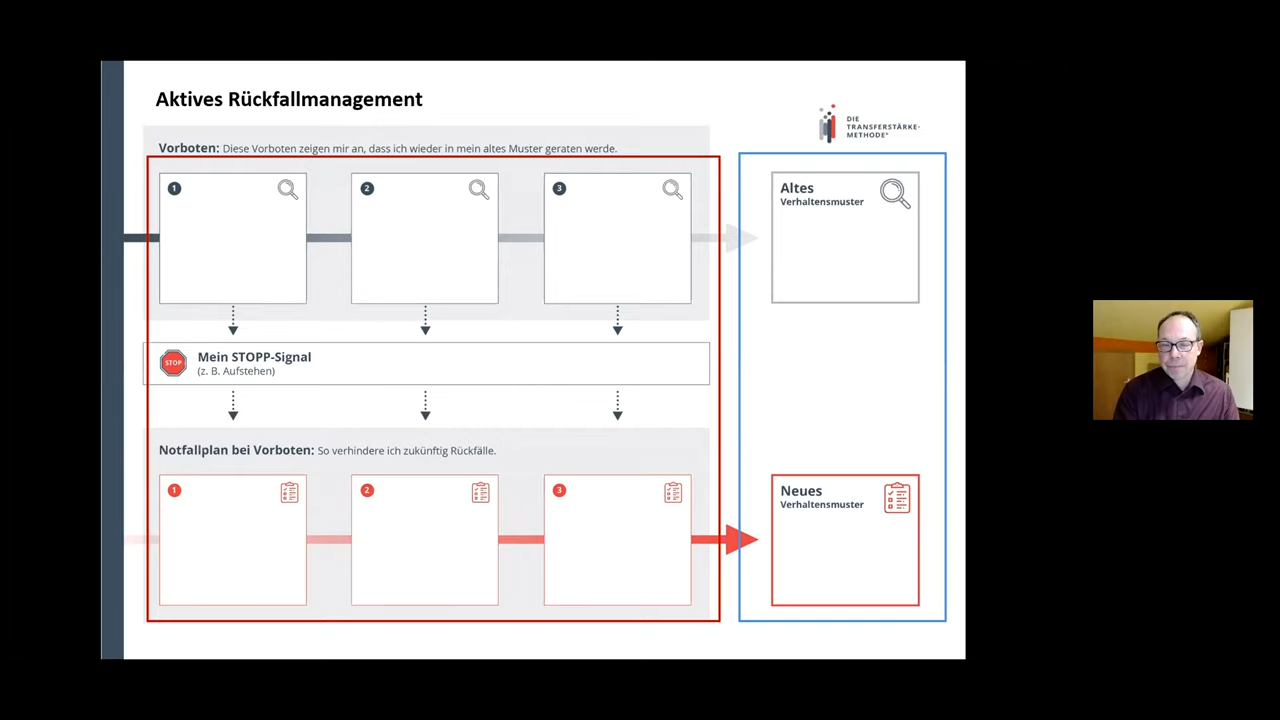 Aktives Rückfallmanagement
DIE
TRANSFERSTÄRKE-
METHODE®
Vorboten: Diese Vorboten zeigen mir an, dass ich wieder in mein altes Muster geraten werde.
1
2
3
Altes
Verhaltensmuster
STOP
Mein STOPP-Signal
(z. B. Aufstehen)
Notfallplan bei Vorboten: So verhindere ich zukünftig Rückfälle.
1
2
3
Neues
Verhaltensmuster